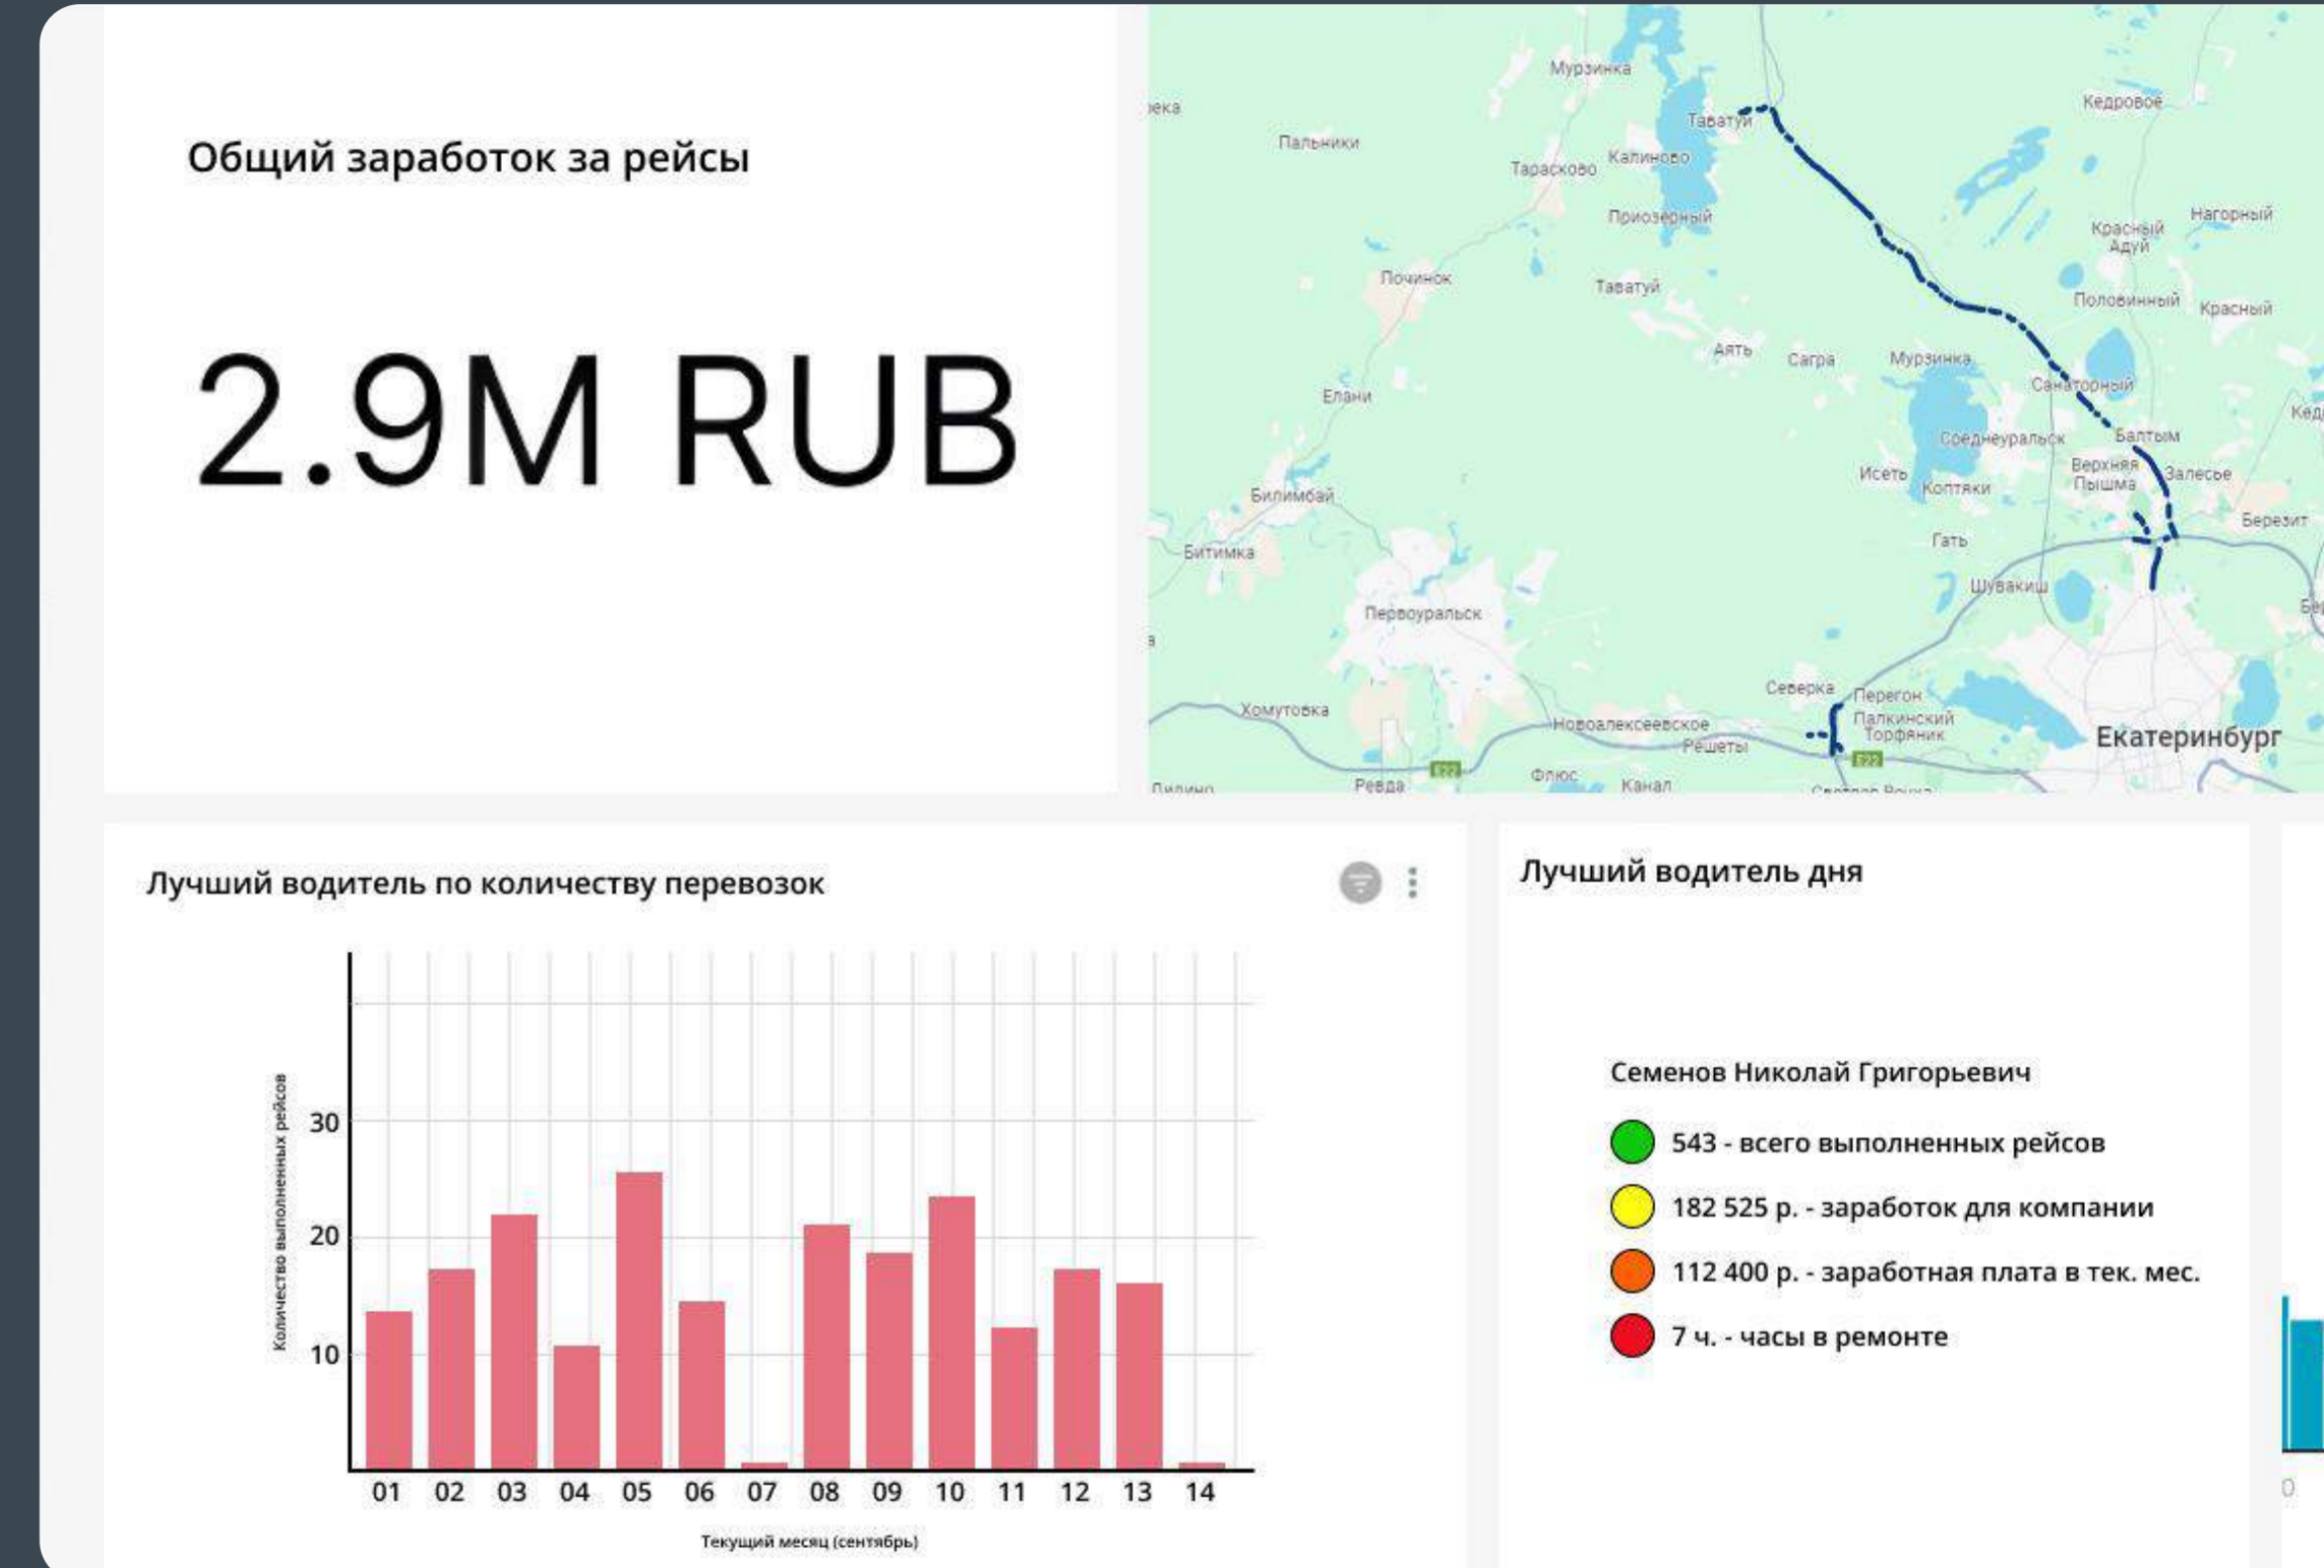 Общий заработок за рейсы
2.9M RUB
Мурзинка
Кедровое
Таватуй
Пальники
Калиново
Тарасково
Приозерный
Нагорный
Красный
Адуй
Починок
Таватуй
Половинный
Красный
Аять
Сагра
Мурзинка
Санаторный
Елани
Среднеуральск
Балтым
Верхняя
Пышма
Залесье
Исеть
Коптяки
Билимбай
Березит
Гать
Битимка
Шувакиш
Первоуральск
Северка
Перегон
Хомутовка
Палкинский
Торфяник
Новоалексеевское
Решеты
Екатеринбург
E22
E22
Флюс
Ревда
Канал
Лучший водитель по количеству перевозок
Количество выполненных рейсов
30
20
10
01 02 03 04 05 06 07 08 09 10 11 12 13 14
Текущий месяц (сентябрь)
Лучший водитель дня
Семенов Николай Григорьевич
543 - всего выполненных рейсов
182 525 р. - заработок для компании
112 400 р. - заработная плата в тек. мес.
7 ч. - часы в ремонте
0